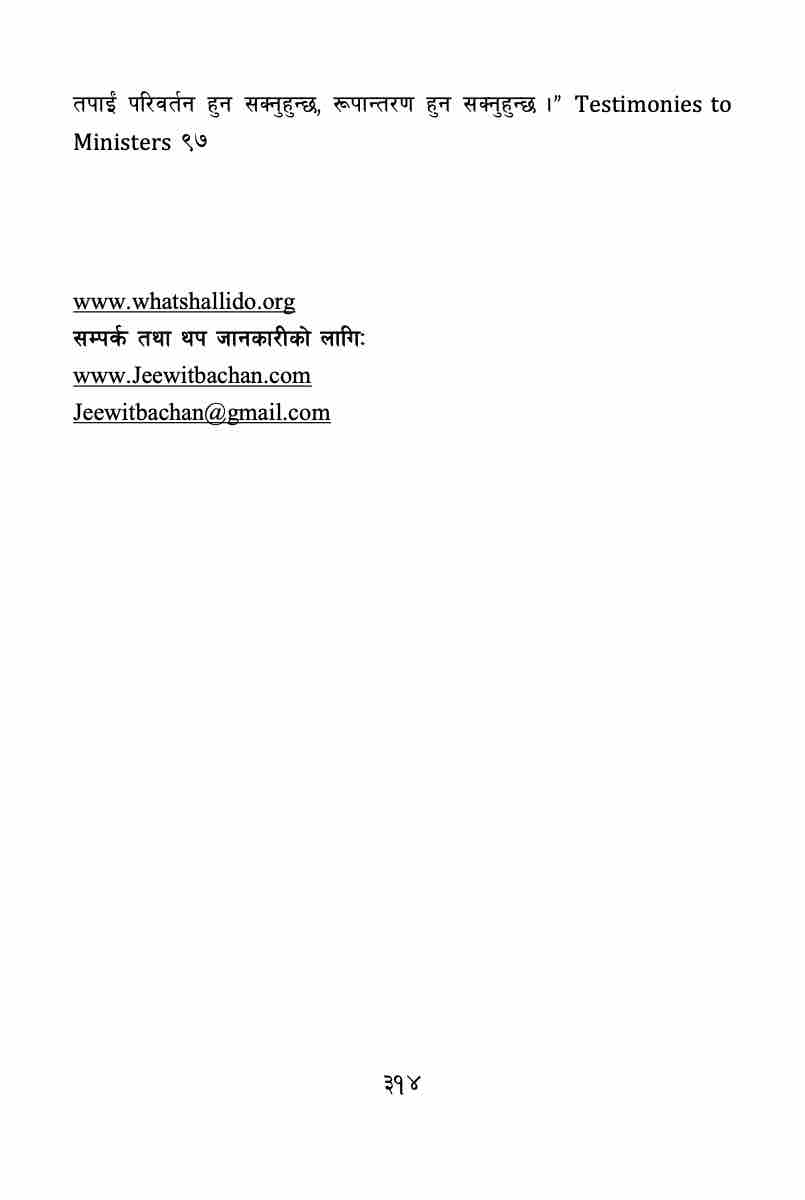 तपाईं परिवर्तन हुन सक्नुहुन्छ, रूपान्तरण हुन सक्नुहुन्छ ।” Testimonies to
Ministers ९७
www.whatshallido.org
सम्पर्क तथा थप जानकारीको लागि:
www.Jeewitbachan.com
Jeewitbachan@gmail.com
३१४